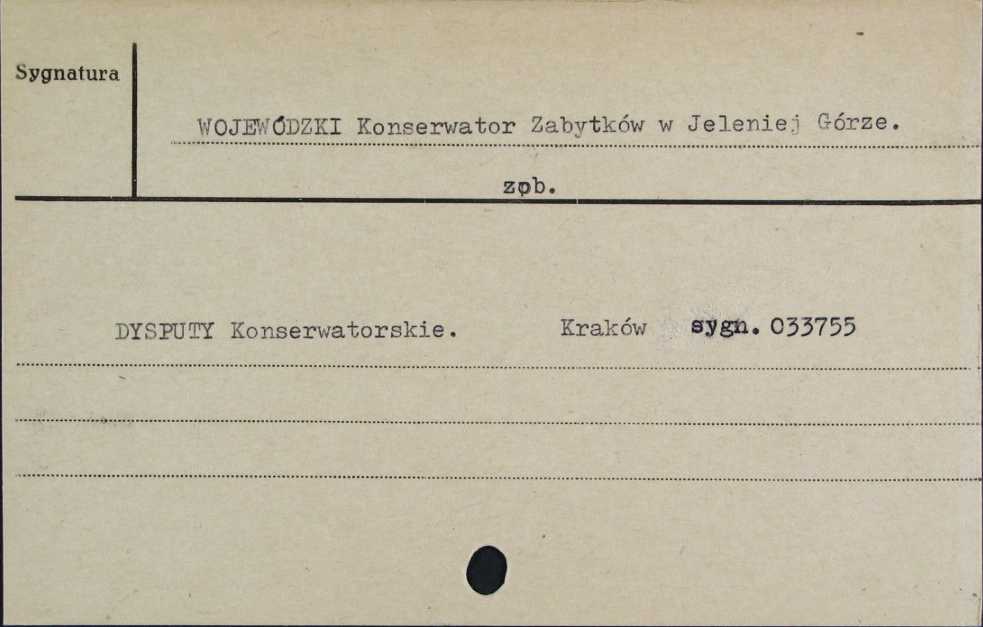 Sygnatura
WOJEWÓDZKI Konserwator Zabytków w Jeleniej Górze.
zob.
DYSPUTY Konserwatorskie. Kraków sygn. 033755